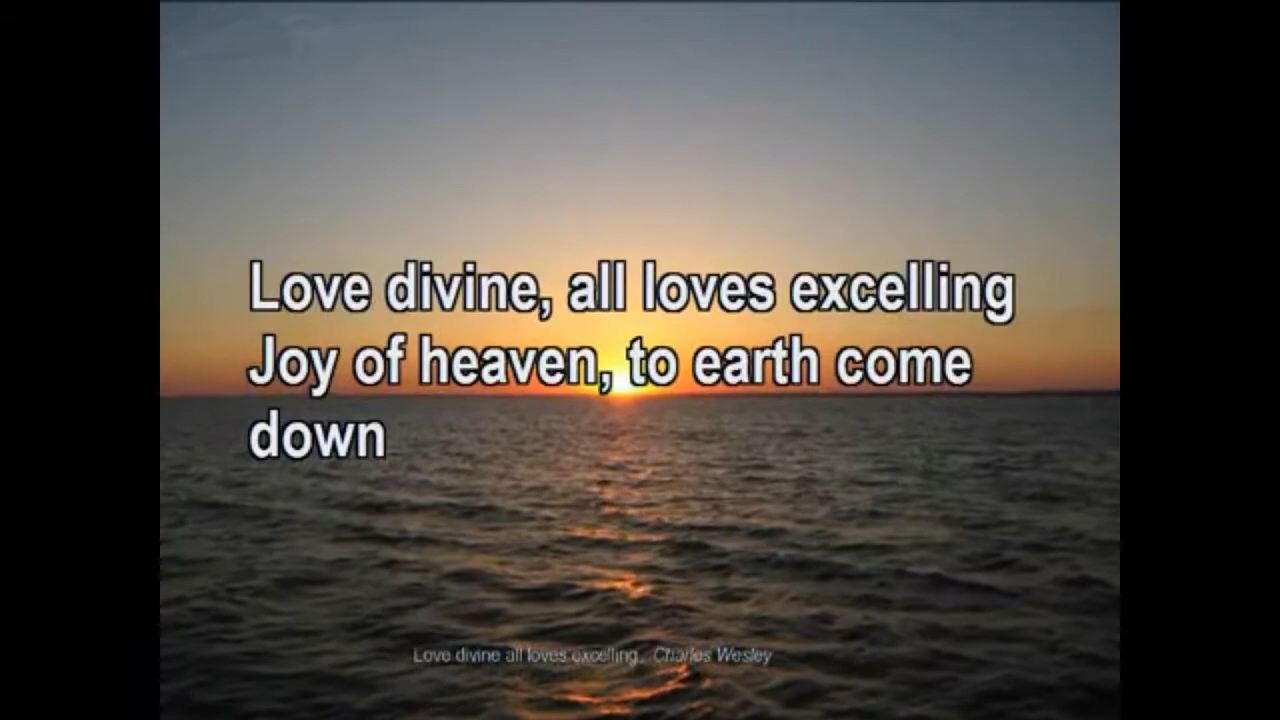 Love divine, all loves excelling
Joy of heaven, to earth come
down
Love divine all loves excelling Charles Wesley